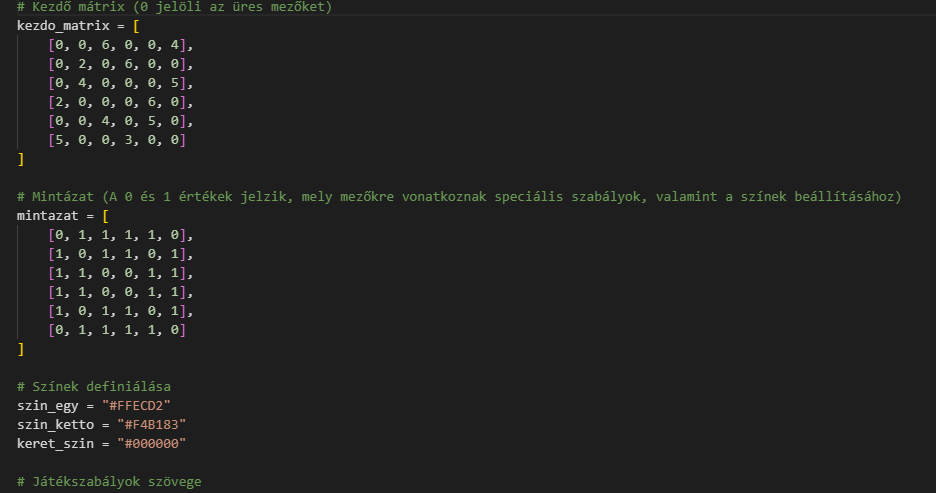 # Kezdő mátrix (0 jelöli az üres mezőket)
kezdo_matrix = [
    [0, 0, 6, 0, 0, 4],
    [0, 2, 0, 6, 0, 0],
    [0, 4, 0, 0, 0, 5],
    [2, 0, 0, 0, 6, 0],
    [0, 0, 4, 0, 5, 0],
    [5, 0, 0, 3, 0, 0]
]
# Mintázat (A 0 és 1 értékek jelzik, mely mezőkre vonatkoznak speciális szabályok, valamint a színek beállításához)
mintazat = [
    [0, 1, 1, 1, 1, 0],
    [1, 0, 1, 1, 0, 1],
    [1, 1, 0, 0, 1, 1],
    [1, 1, 0, 0, 1, 1],
    [1, 0, 1, 1, 0, 1],
    [0, 1, 1, 1, 1, 0]
]
# Színek definiálása
szin_egy = "#FFECD2"
szin_ketto = "#F4B183"
keret_szin = "#000000"
# Játékszabályok szövege